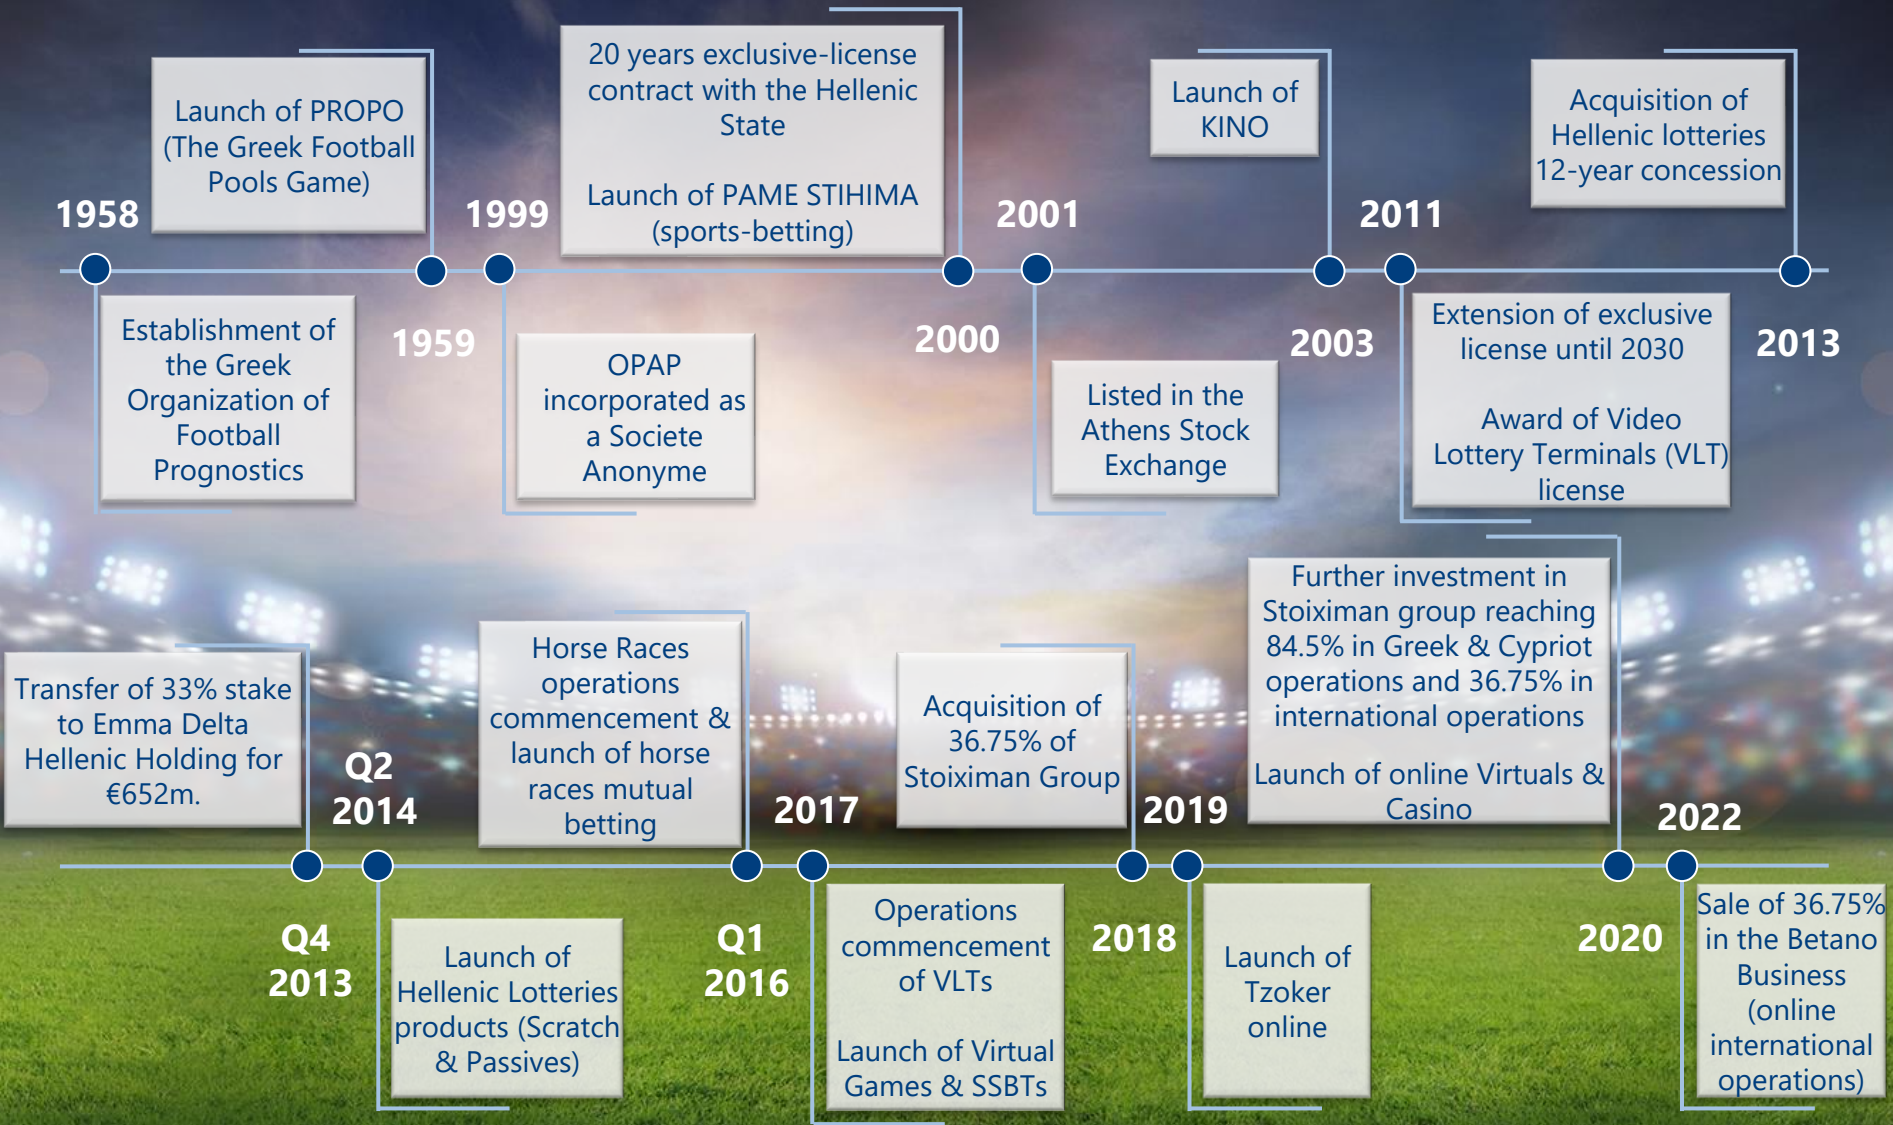 1958
Establishment of
the Greek
Organization of
Football
Prognostics
Launch of PROPO
(The Greek Football
Pools Game)
1959
1999
OPAP
incorporated as
a Societe
Anonyme
20 years exclusive-license
contract with the Hellenic
State
Launch of PAME STIHIMA
(sports-betting)
2000
2001
Listed in the
Athens Stock
Exchange
Launch of
KINO
2003
2011
Extension of exclusive
license until 2030
Award of Video
Lottery Terminals (VLT)
license
Acquisition of
Hellenic lotteries
12-year concession
2013
Transfer of 33% stake
to Emma Delta
Hellenic Holding for
€652m.
Q4
2013
Q2
2014
Launch of
Hellenic Lotteries
products (Scratch
& Passives)
Horse Races
operations
commencement &
launch of horse
races mutual
betting
Q1
2016
2017
Operations
commencement
of VLTs
Launch of Virtual
Games & SSBTs
Acquisition of
36.75% of
Stoiximan Group
2018
2019
Launch of
Tzoker
online
Further investment in
Stoiximan group reaching
84.5% in Greek & Cypriot
operations and 36.75% in
international operations
Launch of online Virtuals &
Casino
2020
2022
Sale of 36.75%
in the Betano
Business
(online
international
operations)